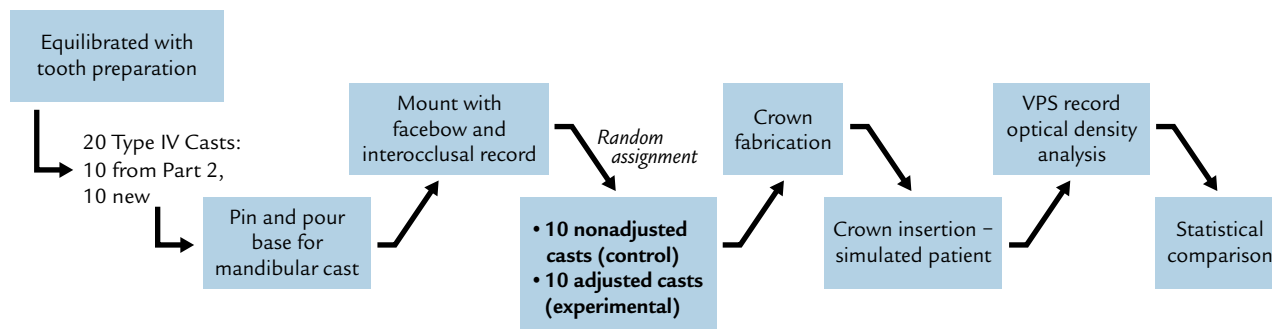 Equilibrated with
tooth preparation
20 Type IV Casts:
10 from Part 2,
10 new
Pin and pour
base for
mandibular cast
Mount with
facebow and
interocclusal record
Random
assignment
• 10 nonadjusted
casts (control)
• 10 adjusted casts
(experimental)
Crown
fabrication
Crown insertion –
simulated patient
VPS record
optical density
analysis
Statistical
comparison